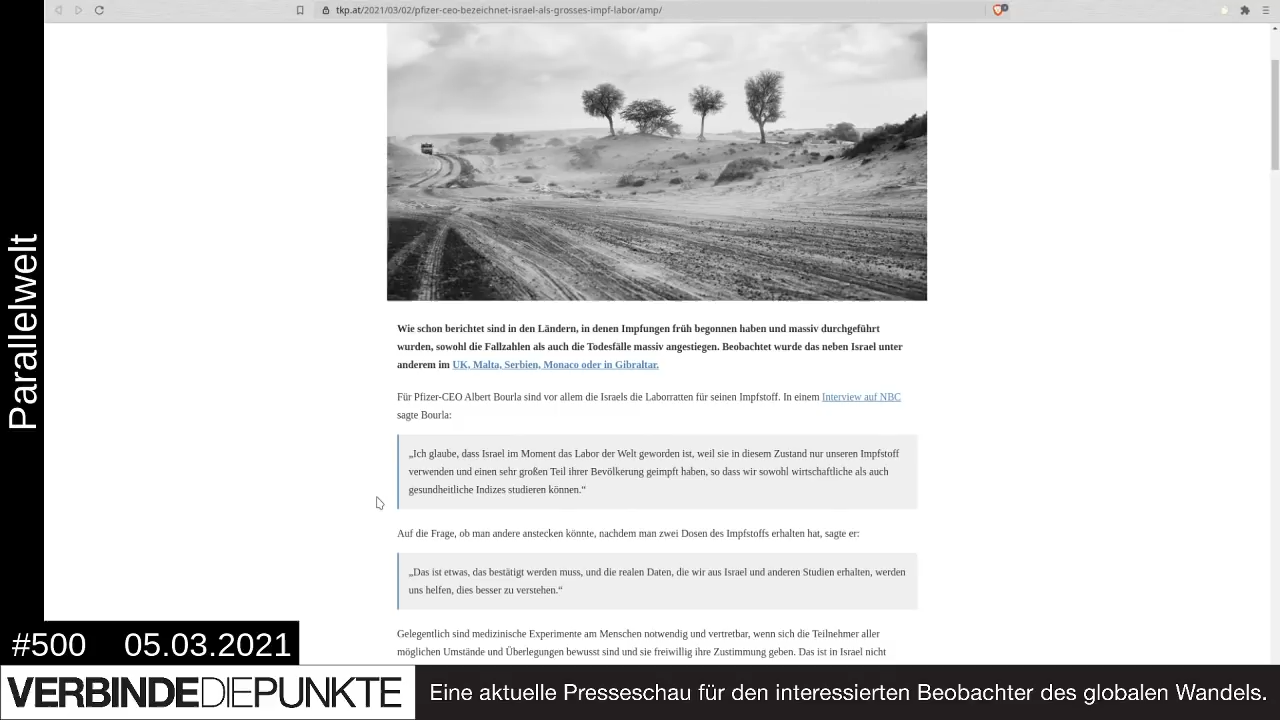 tkp.at/2021/03/02/pfizer-ceo-bezeichnet-israel-als-grosses-impf-labor/amp/
Wie schon berichtet sind in den Ländern, in denen Impfungen früh begonnen haben und massiv durchgeführt
wurden, sowohl die Fallzahlen als auch die Todesfälle massiv angestiegen. Beobachtet wurde das neben Israel unter
anderem im UK, Malta, Serbien, Monaco oder in Gibraltar.
Für Pfizer-CEO Albert Bourla sind vor allem die Israels die Laborratten für seinen Impfstoff. In einem Interview auf NBC
sagte Bourla:
„Ich glaube, dass Israel im Moment das Labor der Welt geworden ist, weil sie in diesem Zustand nur unseren Impfstoff
verwenden und einen sehr großen Teil ihrer Bevölkerung geimpft haben, so dass wir sowohl wirtschaftliche als auch
gesundheitliche Indizes studieren können.“
Auf die Frage, ob man andere anstecken könnte, nachdem man zwei Dosen des Impfstoffs erhalten hat, sagte er:
„Das ist etwas, das bestätigt werden muss, und die realen Daten, die wir aus Israel und anderen Studien erhalten, werden
uns helfen, dies besser zu verstehen.“
Gelegentlich sind medizinische Experimente am Menschen notwendig und vertretbar, wenn sich die Teilnehmer aller
möglichen Umstände und Überlegungen bewusst sind und sie freiwillig ihre Zustimmung geben. Das ist in Israel nicht
Parallelwelt
#500 05.03.2021
VERBINDEDIEPUNKTE
Eine aktuelle Presseschau für den interessierten Beobachter des globalen Wandels.